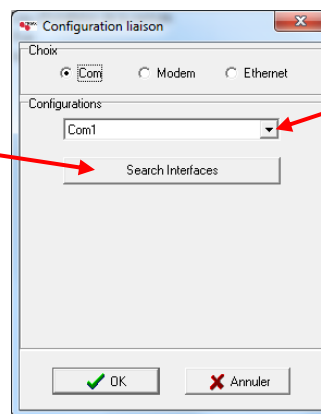 Configuration liaison
Choix
Com Modem Ethernet
Configurations
Com1
Search Interfaces
OK Annuler